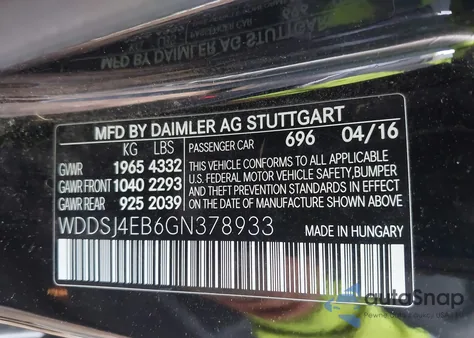 MFD BY DAIMLER AG STUTTGART
KG LBS PASSENGER CAR 696 04/16
GVWR 1965 4332
GAWR FRONT 1040 2293
GAWR REAR 925 2039
THIS VEHICLE CONFORMS TO ALL APPLICABLE
U.S. FEDERAL MOTOR VEHICLE SAFETY, BUMPER
AND THEFT PREVENTION STANDARDS IN EFFECT
ON THE DATE OF MANUFACTURE SHOWN ABOVE.
WDDSJ4EB6GN378933
MADE IN HUNGARY
autoSnap